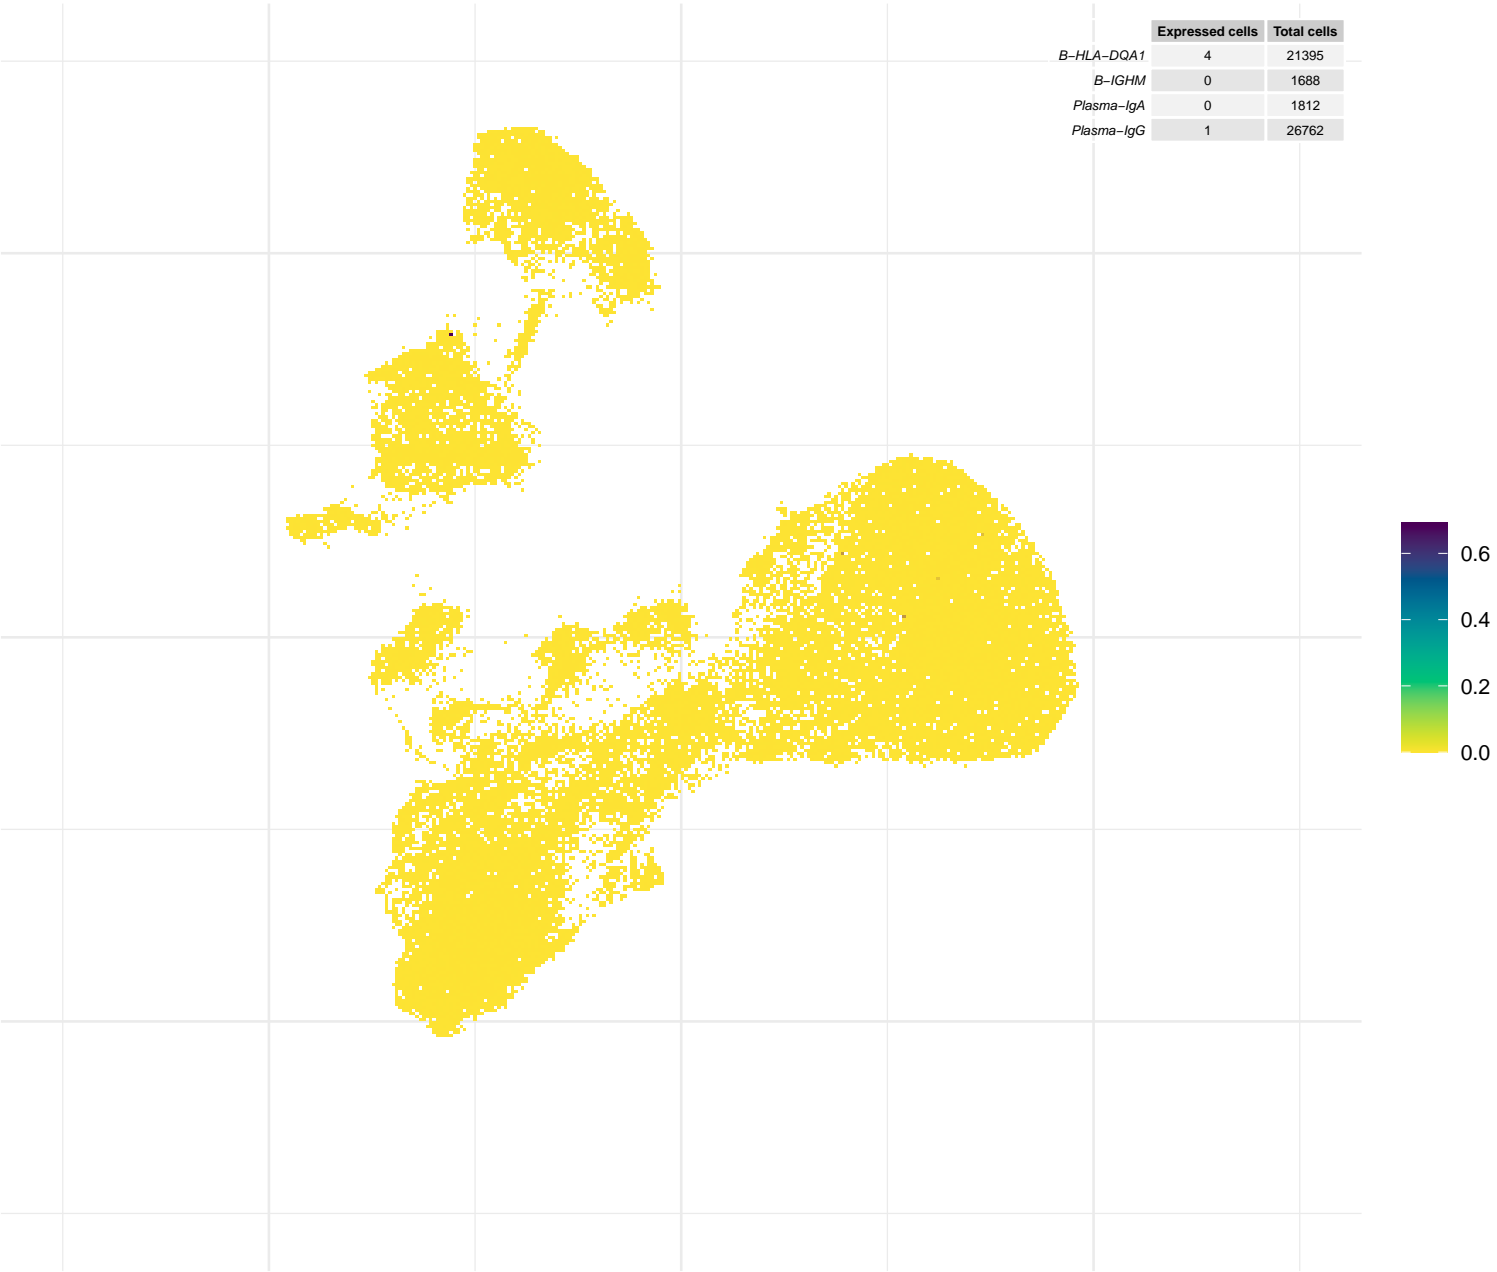 Expressed cells Total cells
B−HLA−DQA1 4 21395
B−IGHM 0 1688
Plasma−IgA 0 1812
Plasma−IgG 1 26762
0.6
0.4
0.2
0.0